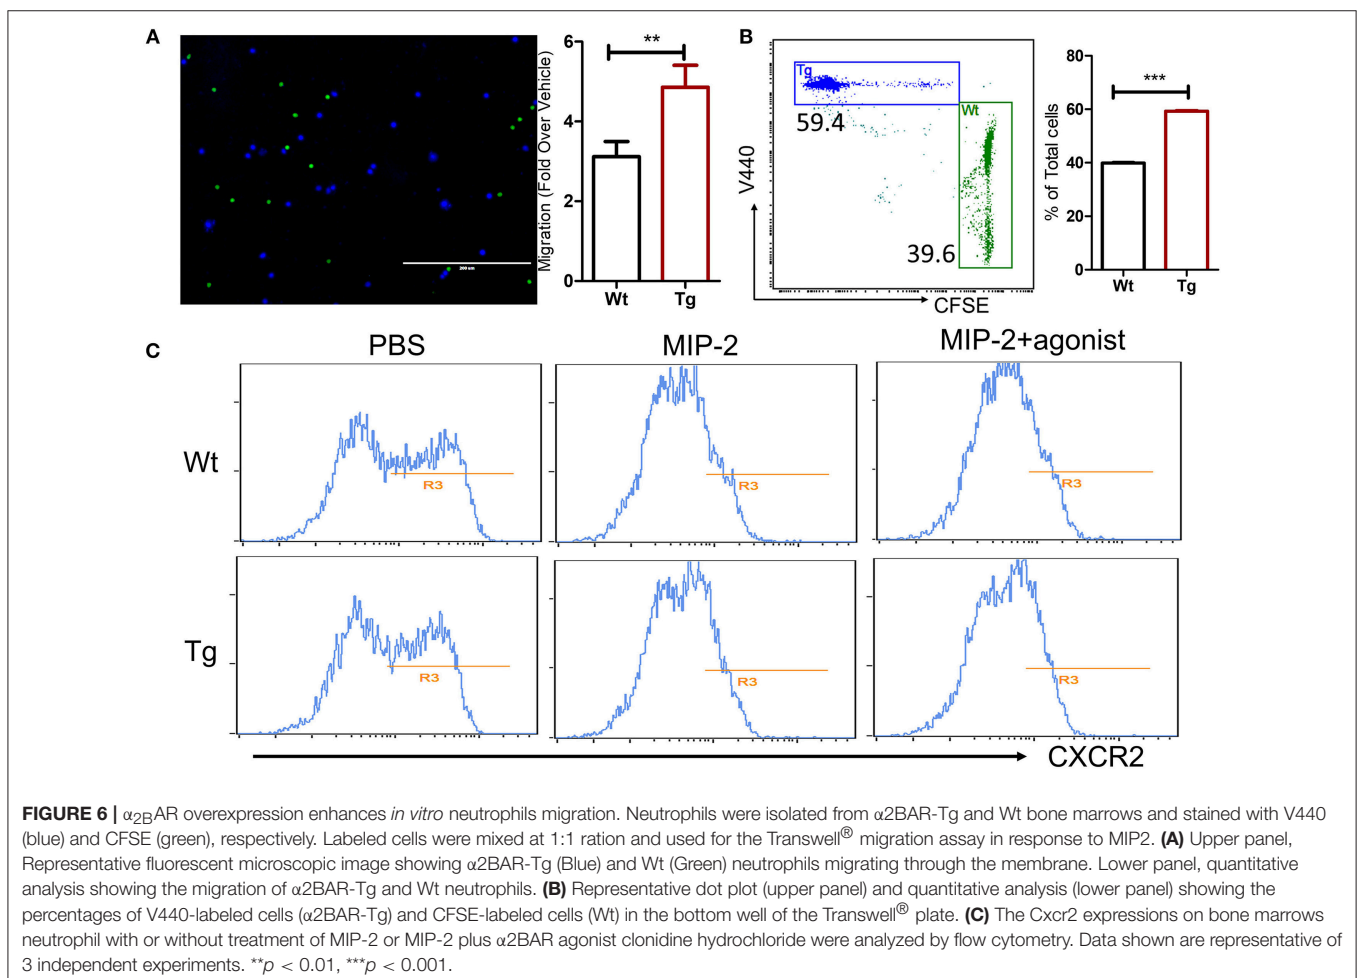 A
200 um
Migration (Fold Over Vehicle)
6
4
2
0
**
Wt
Tg
B
Tg
59.4
Wt
39.6
V440
CFSE
% of Total cells
80
60
40
20
0
***
Wt
Tg
C
PBS
MIP-2
MIP-2+agonist
Wt
R3
R3
R3
Tg
R3
R3
R3
CXCR2
FIGURE 6 | α2BAR overexpression enhances in vitro neutrophils migration. Neutrophils were isolated from α2BAR-Tg and Wt bone marrows and stained with V440
(blue) and CFSE (green), respectively. Labeled cells were mixed at 1:1 ration and used for the Transwell® migration assay in response to MIP2. (A) Upper panel,
Representative fluorescent microscopic image showing α2BAR-Tg (Blue) and Wt (Green) neutrophils migrating through the membrane. Lower panel, quantitative
analysis showing the migration of α2BAR-Tg and Wt neutrophils. (B) Representative dot plot (upper panel) and quantitative analysis (lower panel) showing the
percentages of V440-labeled cells (α2BAR-Tg) and CFSE-labeled cells (Wt) in the bottom well of the Transwell® plate. (C) The Cxcr2 expressions on bone marrows
neutrophil with or without treatment of MIP-2 or MIP-2 plus α2BAR agonist clonidine hydrochloride were analyzed by flow cytometry. Data shown are representative of
3 independent experiments. **p < 0.01, ***p < 0.001.